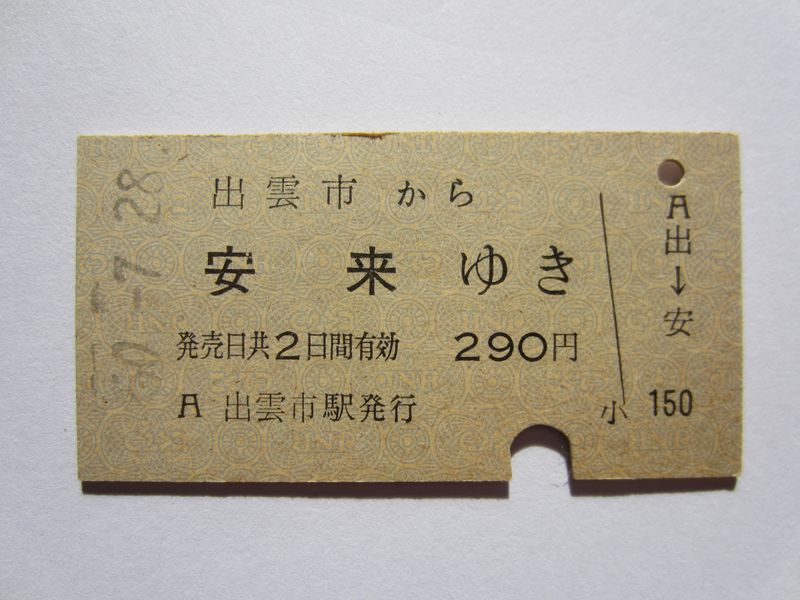 出雲市 から
安来 ゆき
発売日共2日間有効 290円
A 出雲市駅発行
A出→安
小 150